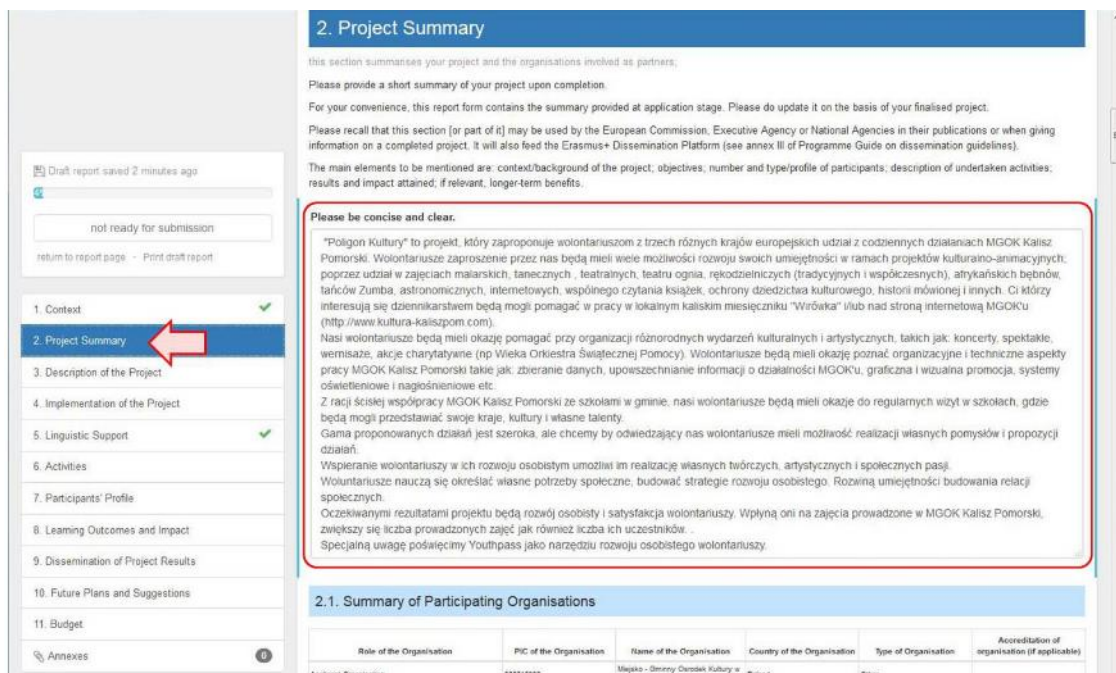 2. Project Summary
this section summarises your project and the organisations involved as partners;
Please provide a short summary of your project upon completion.
For your convenience, this report form contains the summary provided at application stage. Please do update it on the basis of your finalised project.
Please recall that this section [or part of it] may be used by the European Commission, Executive Agency or National Agencies in their publications or when giving
information on a completed project. It will also feed the Erasmus+ Dissemination Platform (see annex III of Programme Guide on dissemination guidelines).
The main elements to be mentioned are: context/background of the project; objectives; number and type/profile of participants; description of undertaken activities;
results and impact attained; if relevant, longer-term benefits.
Please be concise and clear.
"Poligon Kultury" to projekt, który zaproponuje wolontariuszom z trzech różnych krajów europejskich udział z codziennych działaniach MGOK Kalisz
Pomorski. Wolontariusze zaproszenie przez nas będą mieli wiele możliwości rozwoju swoich umiejętności w ramach projektów kulturalno-animacyjnych;
poprzez udział w zajęciach malarskich, tanecznych , teatralnych, teatru ognia, rękodzielniczych (tradycyjnych i współczesnych), afrykańskich bębnów,
tańców Zumba, astronomicznych, internetowych, wspólnego czytania książek, ochrony dziedzictwa kulturowego, historii mówionej i innych. Ci którzy
interesują się dziennikarstwem będą mogli pomagać w pracy w lokalnym kaliskim miesięczniku "Wirówka" i/lub nad stroną internetową MGOK'u
(http://www.kultura-kaliszpom.com).
Nasi wolontariusze będą mieli okazję pomagać przy organizacji różnorodnych wydarzeń kulturalnych i artystycznych, takich jak: koncerty, spektakle,
wernisaże, akcje charytatywne (np Wieka Orkiestra Świątecznej Pomocy). Wolontariusze będą mieli okazję poznać organizacyjne i techniczne aspekty
pracy MGOK Kalisz Pomorski takie jak: zbieranie danych, upowszechnianie informacji o działalności MGOK'u, graficzna i wizualna promocja, systemy
oświetleniowe i nagłośnieniowe etc.
Z racji ścisłej współpracy MGOK Kalisz Pomorski ze szkołami w gminie, nasi wolontariusze będą mieli okazje do regularnych wizyt w szkołach, gdzie
będą mogli przedstawiać swoje kraje, kultury i własne talenty.
Gama proponowanych działań jest szeroka, ale chcemy by odwiedzający nas wolontariusze mieli możliwość realizacji własnych pomysłów i propozycji
działań.
Wspieranie wolontariuszy w ich rozwoju osobistym umożliwi im realizację własnych twórczych, artystycznych i społecznych pasji.
Woluntariusze nauczą się określać własne potrzeby społeczne, budować strategie rozwoju osobistego. Rozwiną umiejętności budowania relacji
społecznych.
Oczekiwanymi rezultatami projektu będą rozwój osobisty i satysfakcja wolontariuszy. Wpłyną oni na zajęcia prowadzone w MGOK Kalisz Pomorski,
zwiększy się liczba prowadzonych zajęć jak również liczba ich uczestników. .
Specjalną uwagę poświęcimy Youthpass jako narzędziu rozwoju osobistego wolontariuszy.
2.1. Summary of Participating Organisations
Role of the Organisation
PIC of the Organisation
Name of the Organisation
Country of the Organisation
Type of Organisation
Accreditation of
organisation (if applicable)
Miejsko - Gminny Ośrodek Kultury w
Draft report saved 2 minutes ago
not ready for submission
return to report page - Print draft report
1. Context
2. Project Summary
3. Description of the Project
4. Implementation of the Project
5. Linguistic Support
6. Activities
7. Participants' Profile
8. Learning Outcomes and Impact
9. Dissemination of Project Results
10. Future Plans and Suggestions
11. Budget
Annexes 0